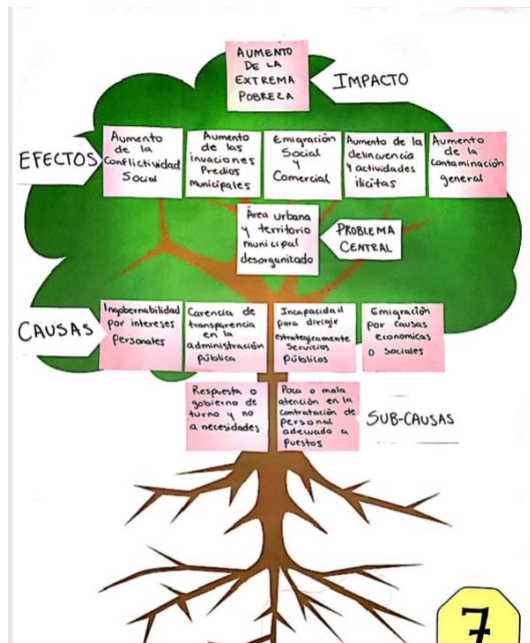 AUMENTO
DE LA
EXTREMA
POBREZA
IMPACTO
EFECTOS
Aumento
de la
Conflictividad
Social
Aumento
de las
invaciones
Predios
municipales
Emigración
Social
y
Comercial
Aumento de la
delincuencia
y actividades
ilícitas
Aumento
de la
Contaminación
general
Área urbana
y territorio
municipal
desorganizado
PROBLEMA
CENTRAL
CAUSAS
Ingobernabilidad
por intereses
Personales
Carencia de
transparencia
en la
administración
pública
Incapacidad
para dirigir
estrategicamente
Servicios
Públicos
Emigración
por causas
economicas
o sociales
Respuesta o
gobierno de
turno y no
a necesidades
Poca o mala
atención en la
contratación de
personal
adecuado a
puestos
SUB-CAUSAS
7